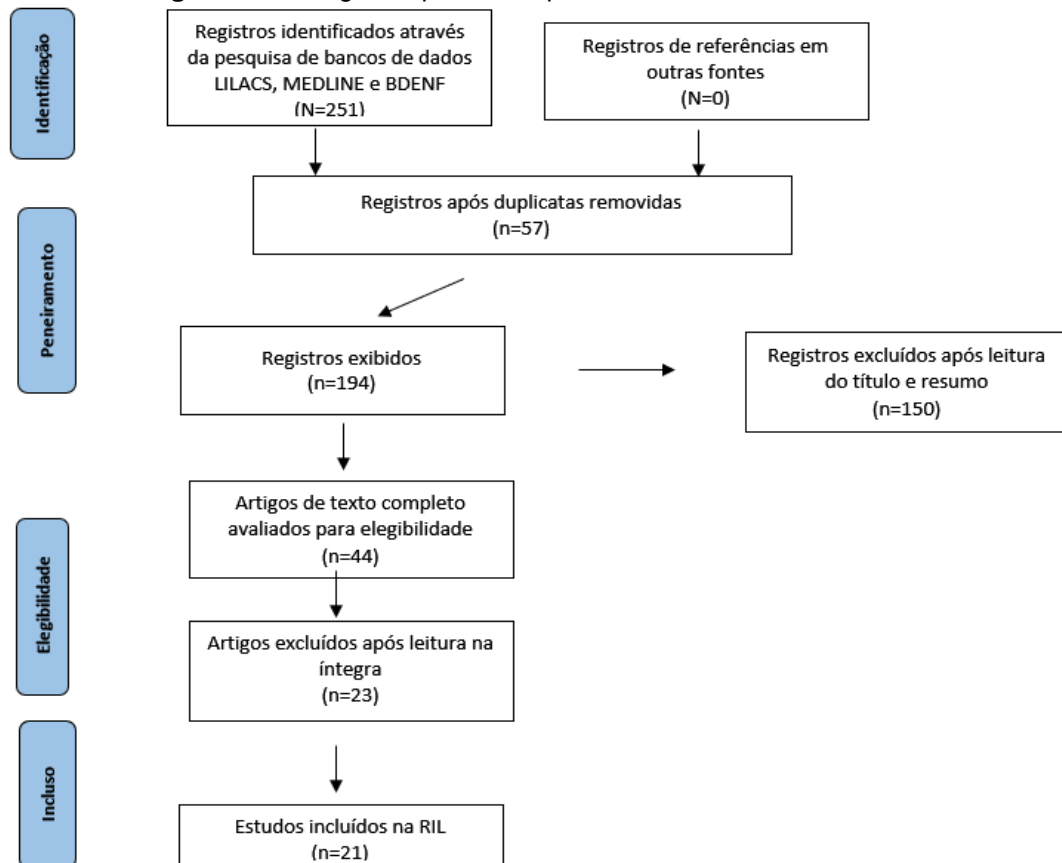 Identificação
Registros identificados através
da pesquisa de bancos de dados
LILACS, MEDLINE e BDENF
(N=251)
Registros de referências em
outras fontes
(N=0)
Registros após duplicatas removidas
(n=57)
Peneiramento
Registros exibidos
(n=194)
Registros excluídos após leitura
do título e resumo
(n=150)
Elegibilidade
Artigos de texto completo
avaliados para elegibilidade
(n=44)
Artigos excluídos após leitura na
íntegra
(n=23)
Incluso
Estudos incluídos na RIL
(n=21)